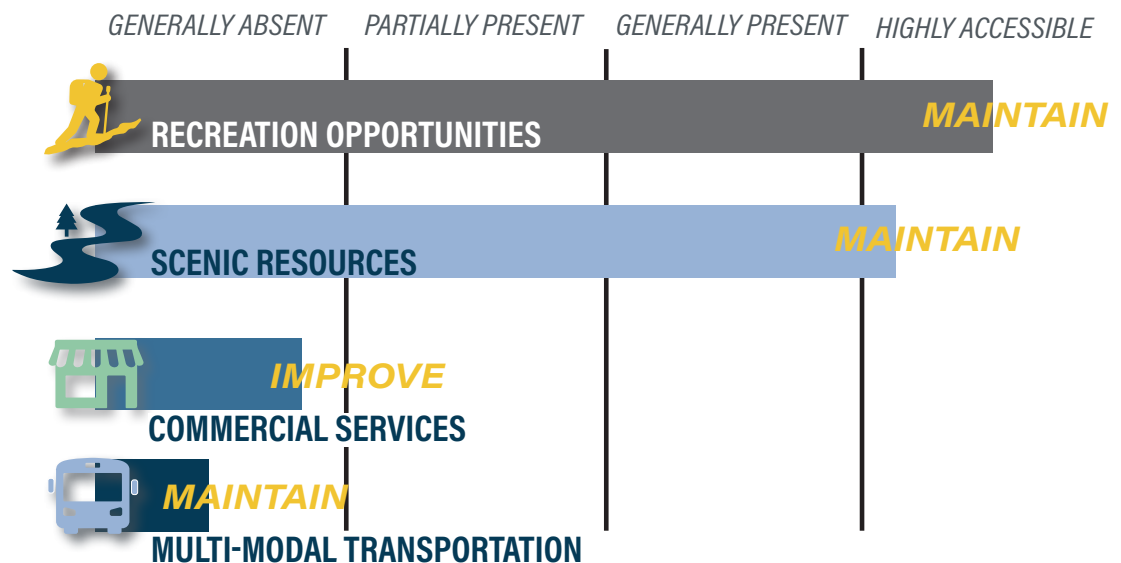 GENERALLY ABSENT PARTIALLY PRESENT GENERALLY PRESENT HIGHLY ACCESSIBLE
MAINTAIN
RECREATION OPPORTUNITIES
MAINTAIN
SCENIC RESOURCES
IMPROVE
COMMERCIAL SERVICES
MAINTAIN
MULTI-MODAL TRANSPORTATION